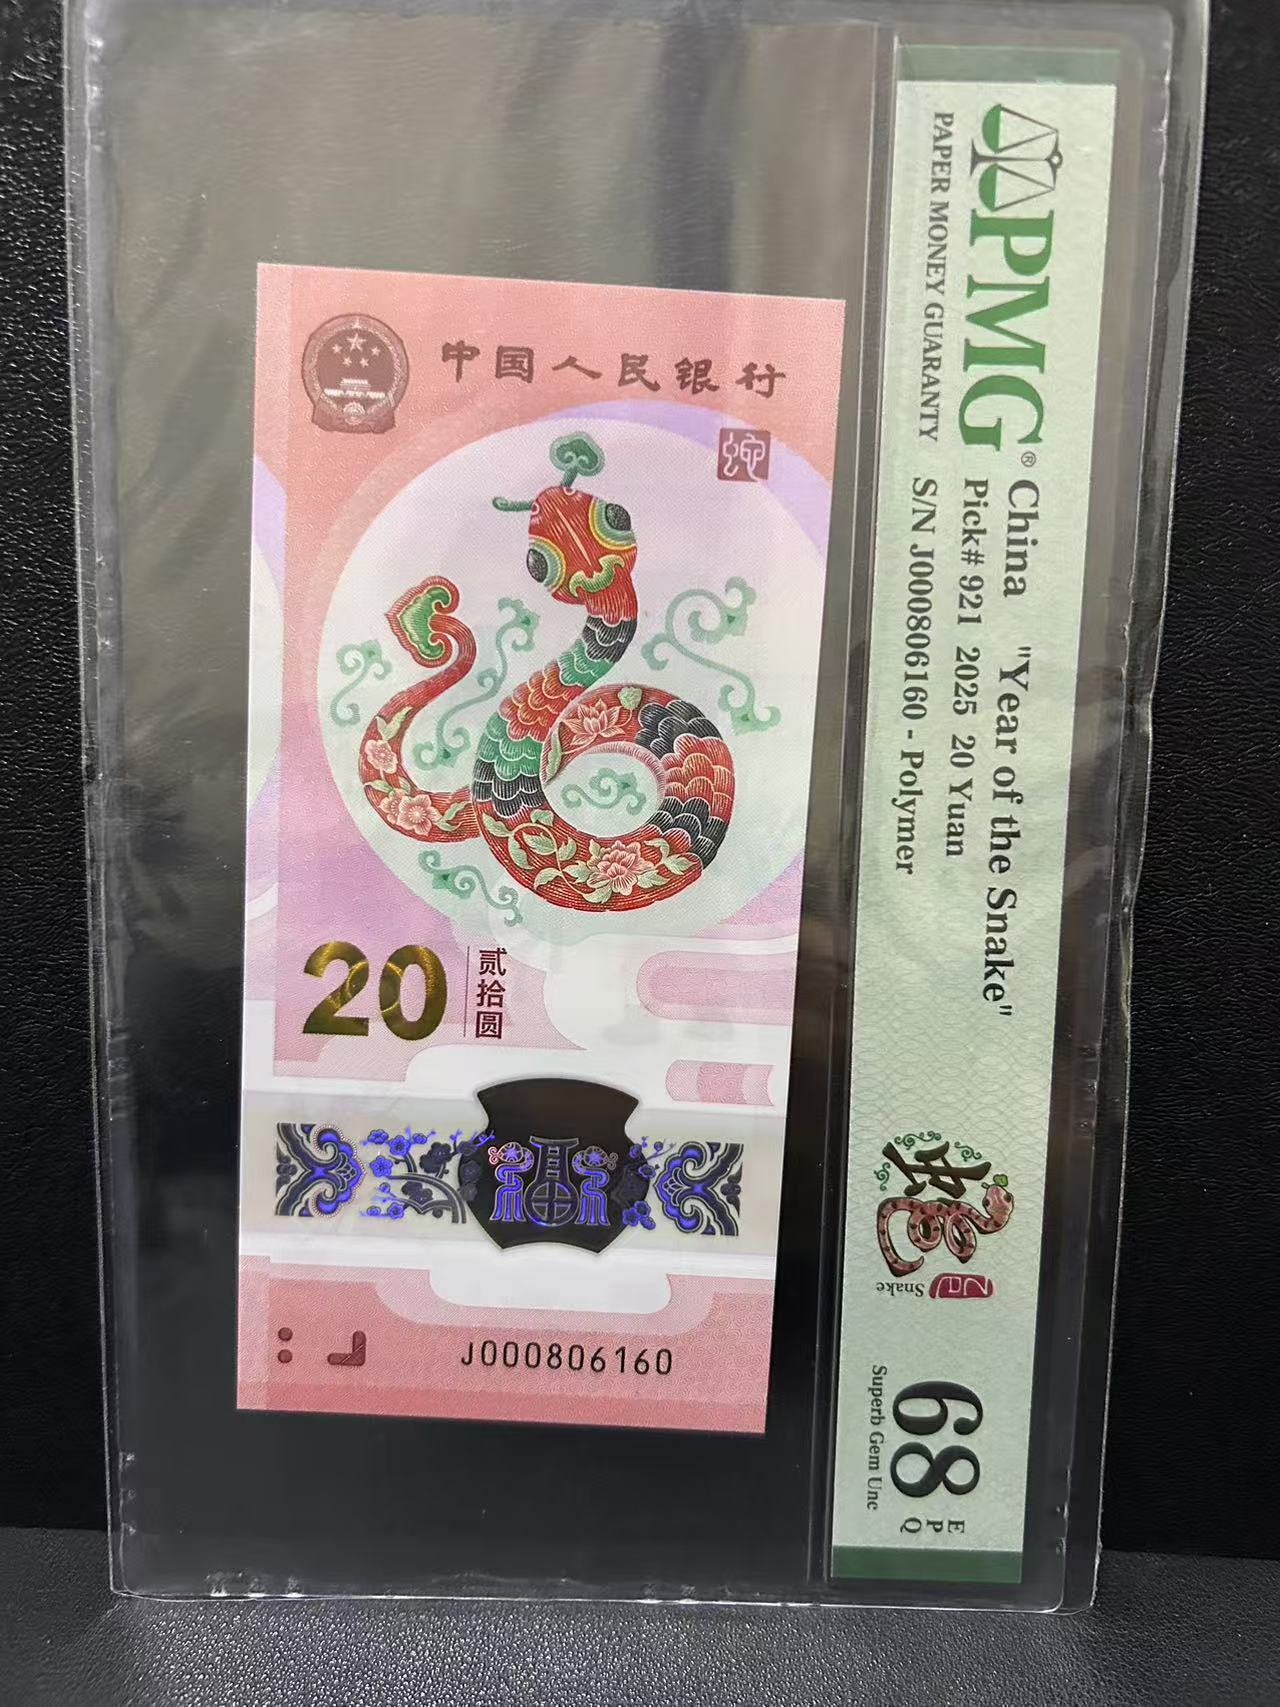 中国人民银行
蛇
20
贰拾圆
J000806160
PMG®
PAPER MONEY GUARANTY
China "Year of the Snake"
Pick# 921 2025 20 Yuan
S/N J000806160 - Polymer
蛇
Snake
68
EPQ
Superb Gem Unc